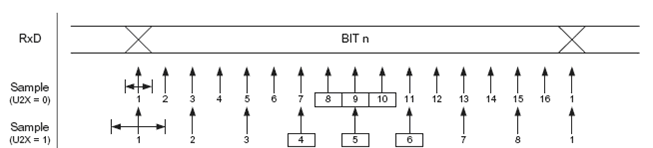 RxD BIT n
Sample
(U2X = 0)
1 2 3 4 5 6 7 8 9 10 11 12 13 14 15 16 1
Sample
(U2X = 1)
1 2 3 4 5 6 7 8 1